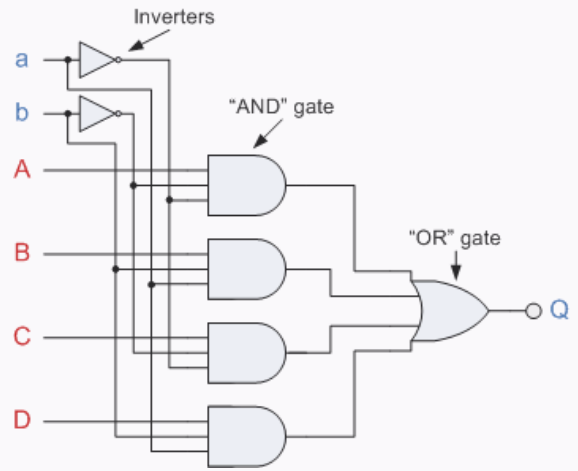 Inverters
a
b
“AND” gate
A
B
“OR” gate
Q
C
D